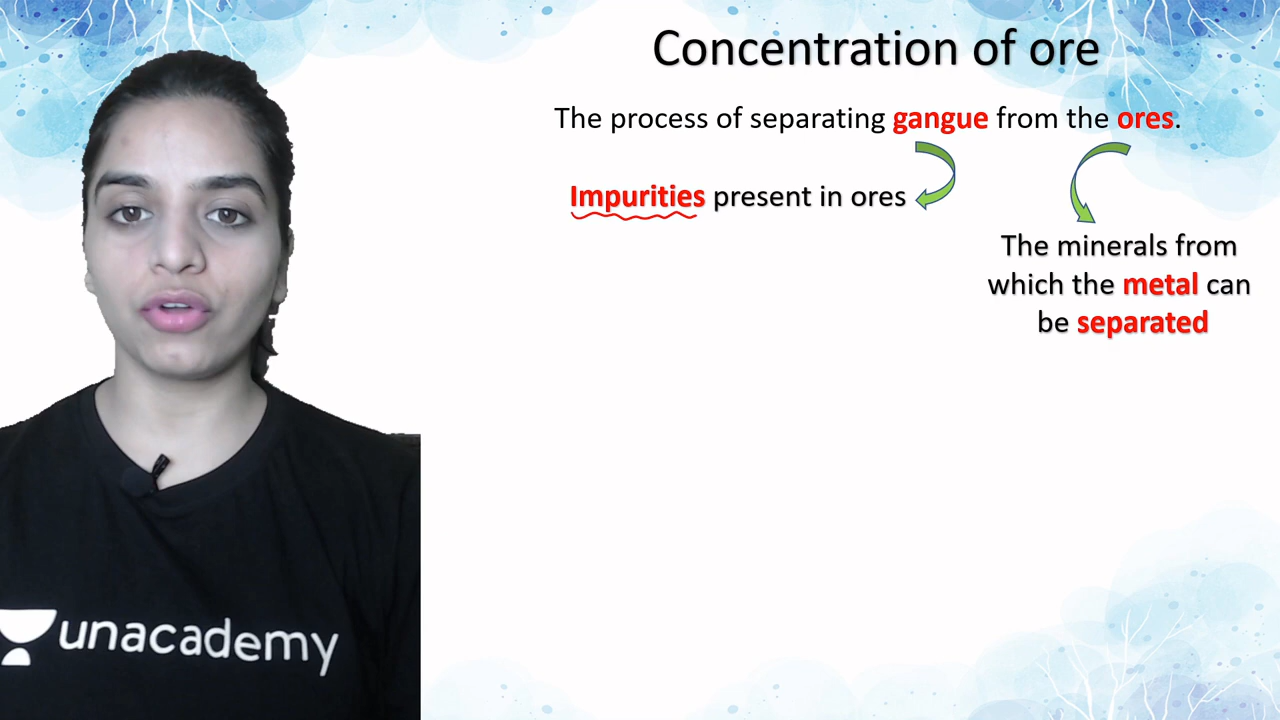 Concentration of ore
The process of separating gangue from the ores.
Impurities present in ores
The minerals from
which the metal can
be separated
unacademy